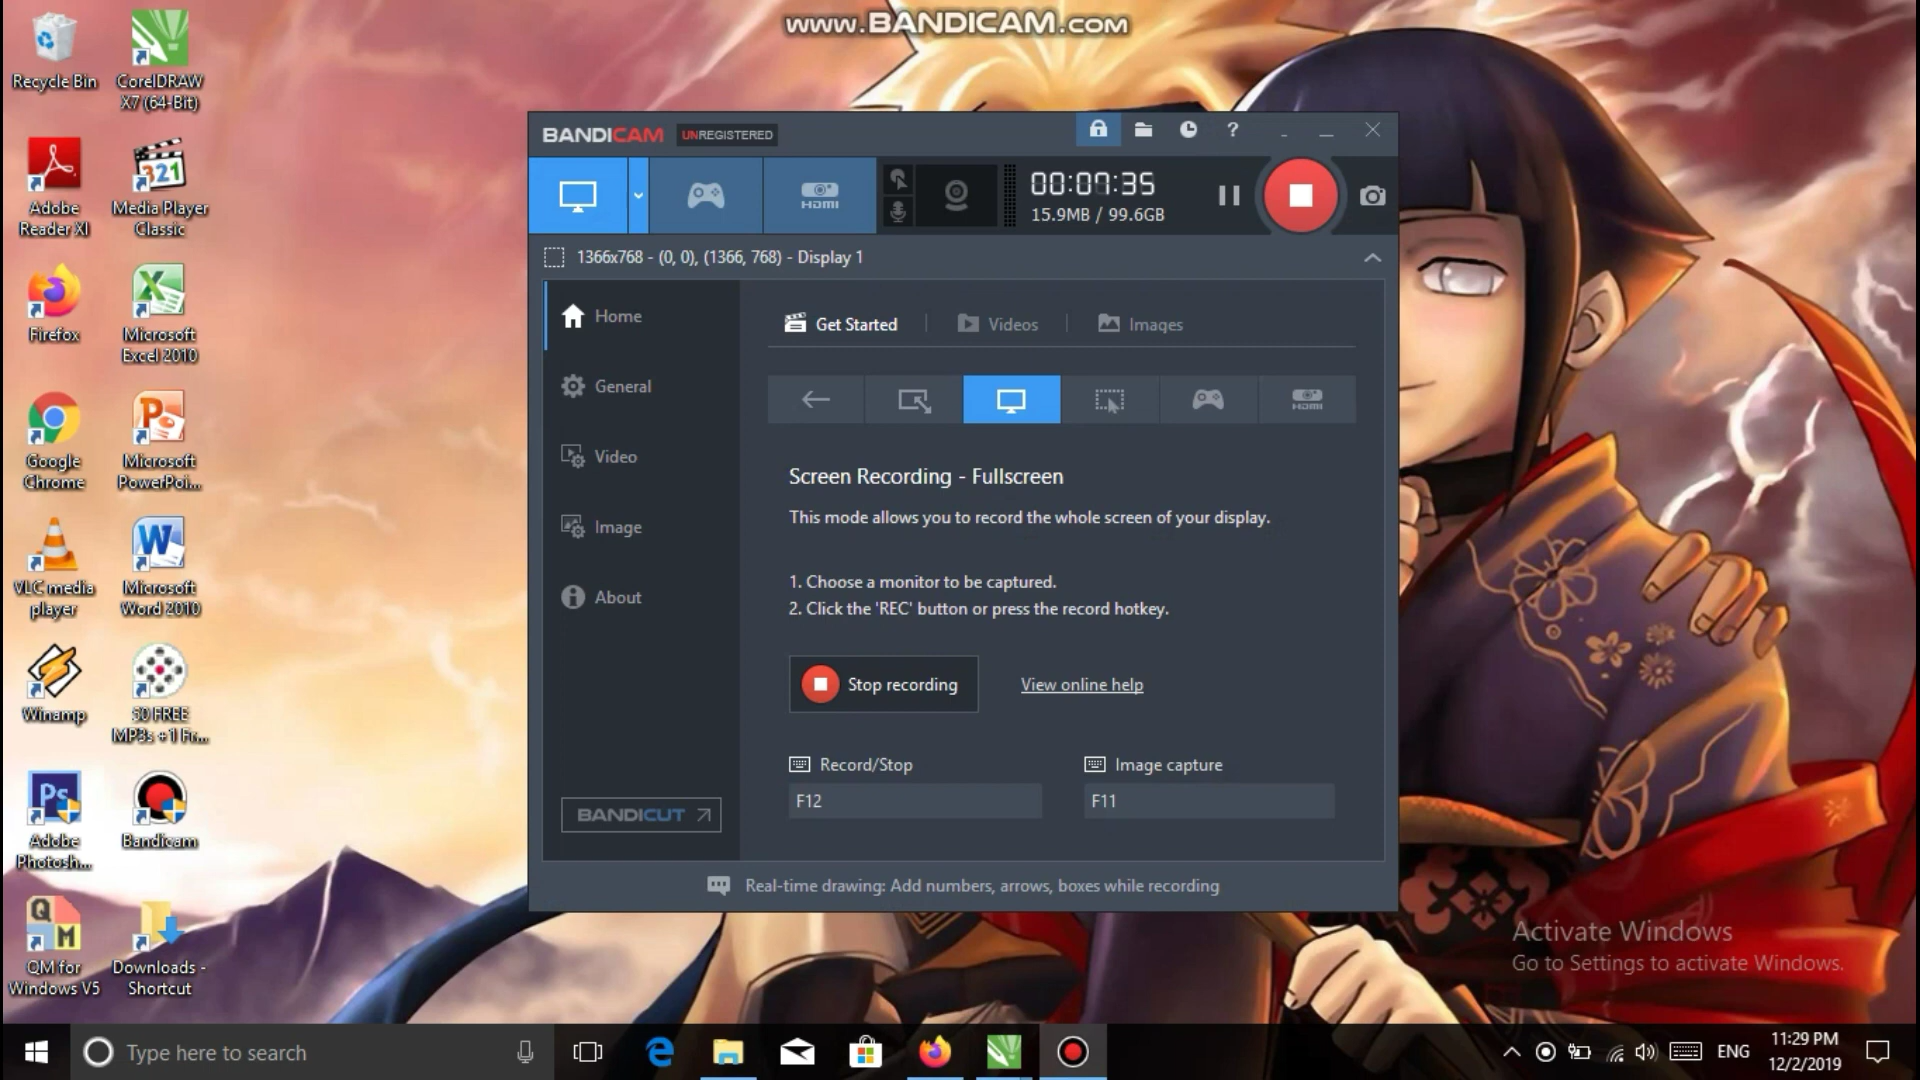 www.BANDICAM.com
Recycle Bin
CorelDRAW
X7 (64-Bit)
Adobe
Reader XI
Media Player
Classic
Firefox
Microsoft
Excel 2010
Google
Chrome
Microsoft
PowerPoi...
VLC media
player
Microsoft
Word 2010
Winamp
30 FREE
MP3s +1 Fr...
Adobe
Photosh...
Bandicam
QM for
Windows V5
Downloads -
Shortcut
BANDICAM UNREGISTERED
HDMI
00:07:35
15.9MB / 99.6GB
1366x768 - (0, 0), (1366, 768) - Display 1
Home
General
Video
Image
About
BANDICUT
Get Started
Videos
Images
HDMI
Screen Recording - Fullscreen
This mode allows you to record the whole screen of your display.
1. Choose a monitor to be captured.
2. Click the 'REC' button or press the record hotkey.
Stop recording
View online help
Record/Stop
Image capture
F12
F11
Real-time drawing: Add numbers, arrows, boxes while recording
Activate Windows
Go to Settings to activate Windows.
Type here to search
ENG
11:29 PM
12/2/2019